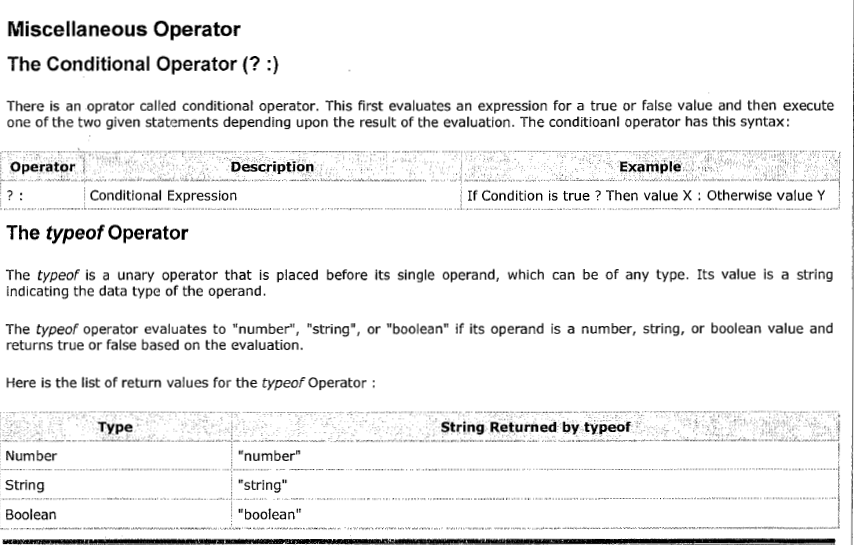 Miscellaneous Operator
The Conditional Operator (? :)
There is an oprator called conditional operator. This first evaluates an expression for a true or false value and then execute
one of the two given statements depending upon the result of the evaluation. The conditioanl operator has this syntax:
Operator Description Example
? : Conditional Expression If Condition is true ? Then value X : Otherwise value Y
The typeof Operator
The typeof is a unary operator that is placed before its single operand, which can be of any type. Its value is a string
indicating the data type of the operand.
The typeof operator evaluates to "number", "string", or "boolean" if its operand is a number, string, or boolean value and
returns true or false based on the evaluation.
Here is the list of return values for the typeof Operator :
Type String Returned by typeof
Number "number"
String "string"
Boolean "boolean"